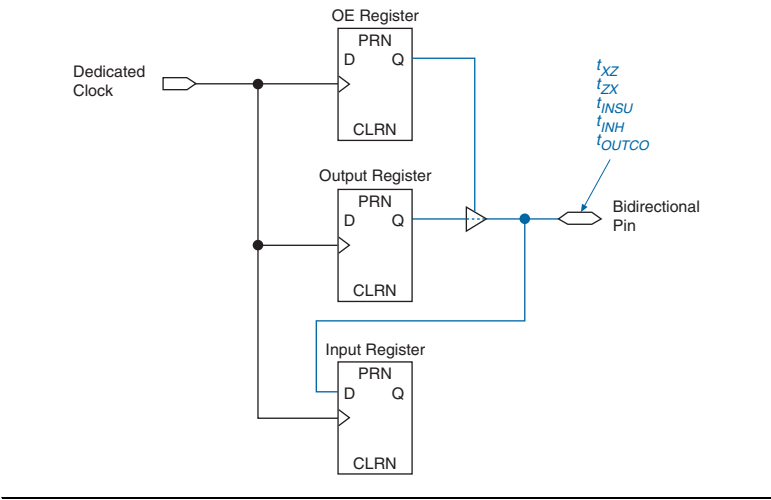 OE Register
PRN
D Q
CLRN
Dedicated
Clock
t_XZ
t_ZX
t_INSU
t_INH
t_OUTCO
Output Register
PRN
D Q
CLRN
Bidirectional
Pin
Input Register
PRN
D Q
CLRN